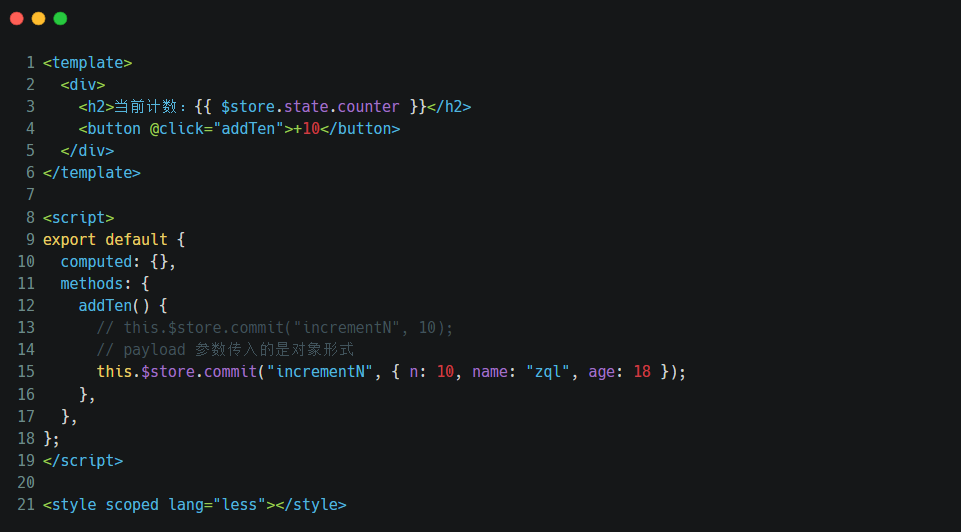 1 <template>
2   <div>
3     <h2>当前计数：{{ $store.state.counter }}</h2>
4     <button @click="addTen">+10</button>
5   </div>
6 </template>
7
8 <script>
9 export default {
10   computed: {},
11   methods: {
12     addTen() {
13       // this.$store.commit("incrementN", 10);
14       // payload 参数传入的是对象形式
15       this.$store.commit("incrementN", { n: 10, name: "zql", age: 18 });
16     },
17   },
18 };
19 </script>
20
21 <style scoped lang="less"></style>